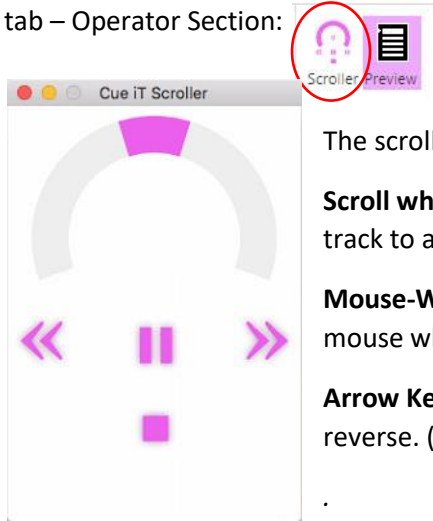 tab – Operator Section:
Scroller Preview
Cue iT Scroller
The scroll
Scroll wh
track to a
Mouse-W
mouse w
Arrow Ke
reverse. (
.